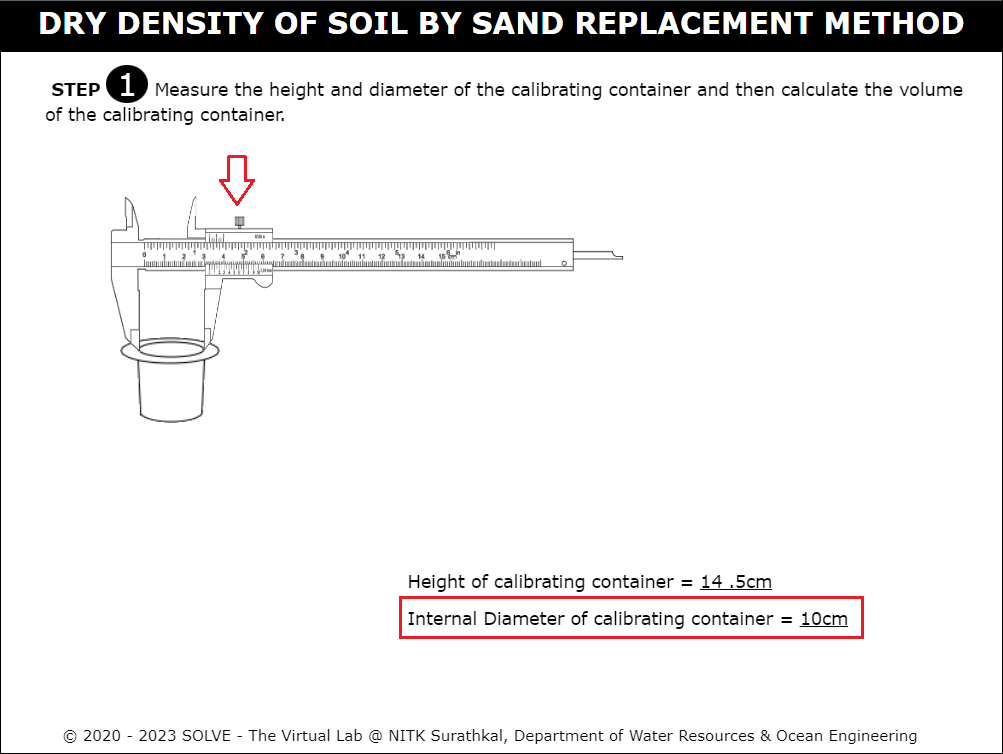 DRY DENSITY OF SOIL BY SAND REPLACEMENT METHOD
STEP 1 Measure the height and diameter of the calibrating container and then calculate the volume
of the calibrating container.
0 1 2 3 4 5 6 7 8 9 10 11 12 13 14 15
Height of calibrating container = 14 .5cm
Internal Diameter of calibrating container = 10cm
© 2020 - 2023 SOLVE - The Virtual Lab @ NITK Surathkal, Department of Water Resources & Ocean Engineering